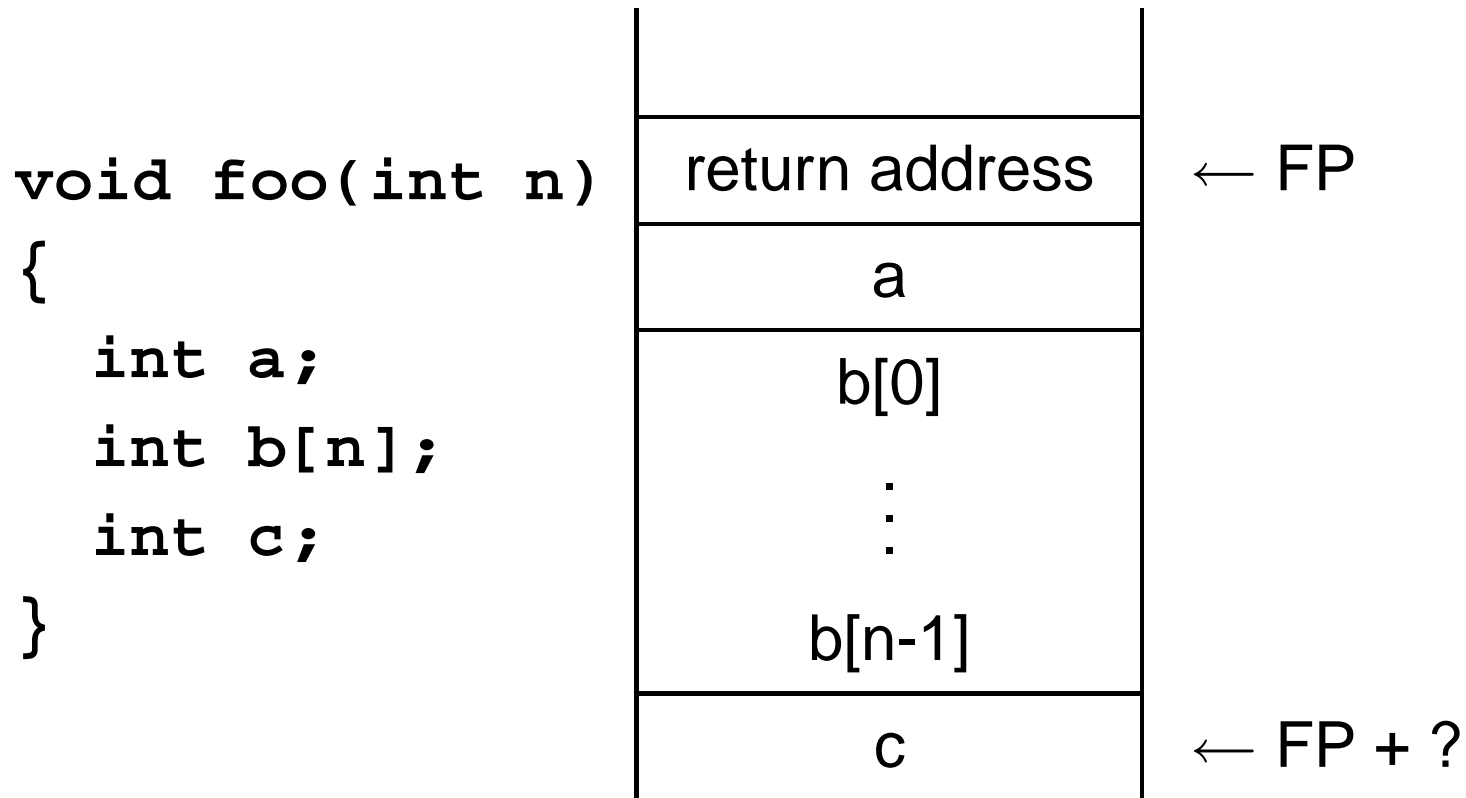 void foo(int n)
{
int a;
int b[n];
int c;
}
return address ← FP
a
b[0]
⋮
b[n-1]
c ← FP + ?